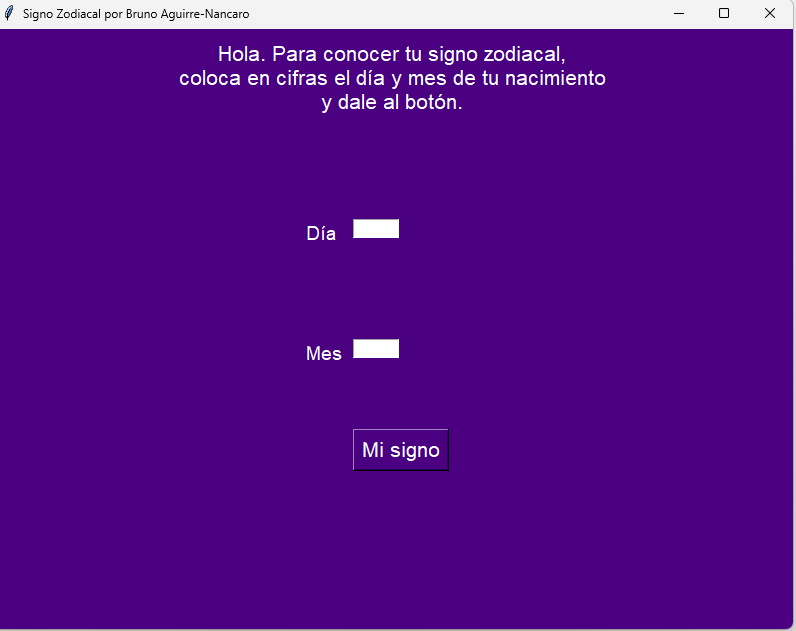 Signo Zodiacal por Bruno Aguirre-Nancaro
Hola. Para conocer tu signo zodiacal,
coloca en cifras el día y mes de tu nacimiento
y dale al botón.
Día
Mes
Mi signo